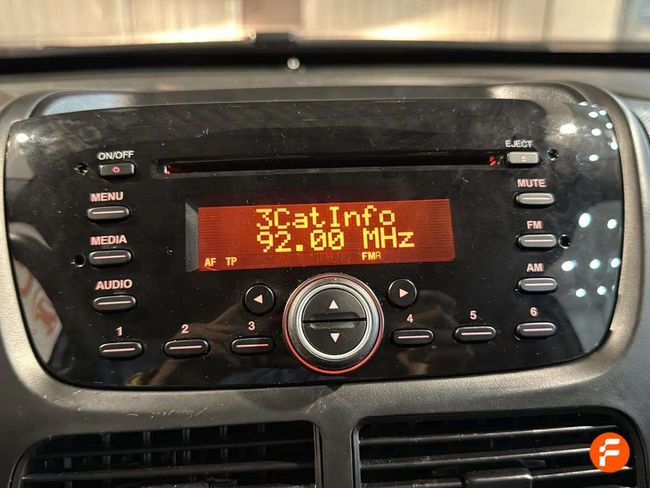 ON/OFF
EJECT
MENU
MUTE
3CatInfo
92.00 MHz
AF TP FMR
MEDIA
FM
AUDIO
AM
1 2 3 4 5 6